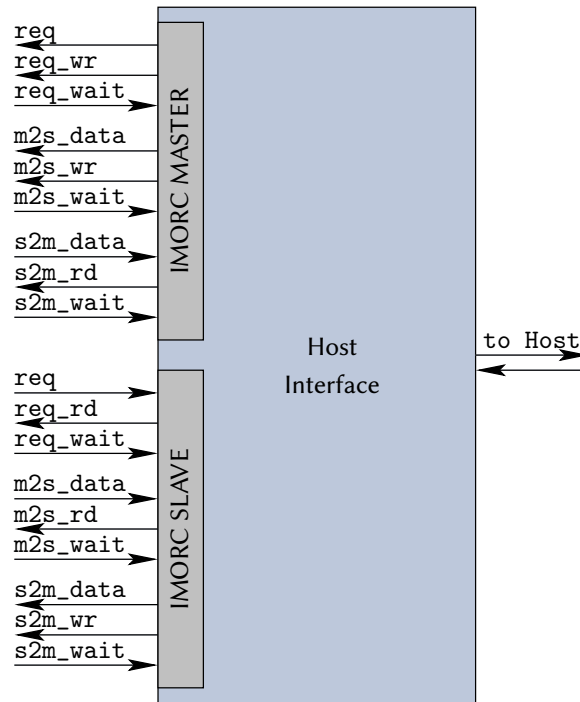 req
req_wr
req_wait
m2s_data
m2s_wr
m2s_wait
s2m_data
s2m_rd
s2m_wait
IMORC MASTER
Host
Interface
to Host
req
req_rd
req_wait
m2s_data
m2s_rd
m2s_wait
s2m_data
s2m_wr
s2m_wait
IMORC SLAVE